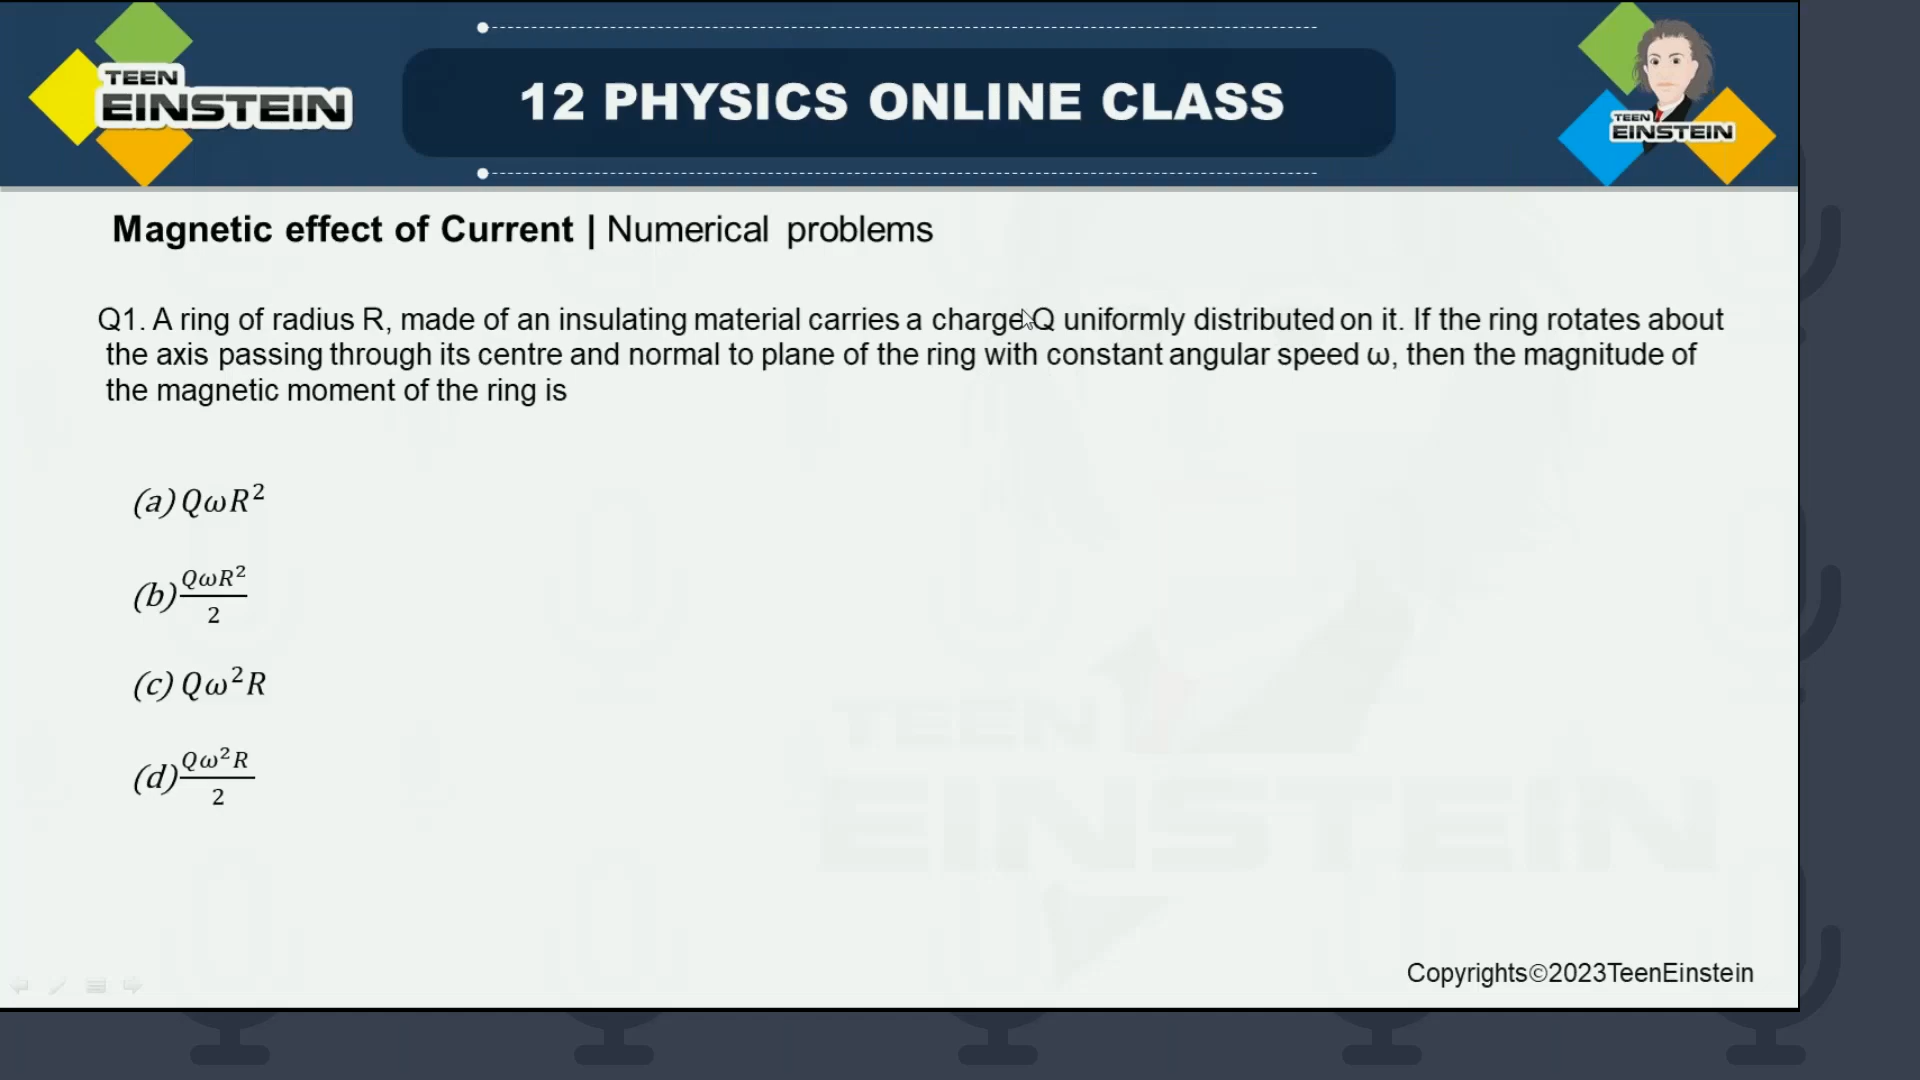 TEEN
EINSTEIN
12 PHYSICS ONLINE CLASS
TEEN
EINSTEIN
Magnetic effect of Current | Numerical problems
Q1. A ring of radius R, made of an insulating material carries a charge Q uniformly distributed on it. If the ring rotates about
the axis passing through its centre and normal to plane of the ring with constant angular speed ω, then the magnitude of
the magnetic moment of the ring is
(a) QωR²
(b) QωR²/2
(c) Qω²R
(d) Qω²R/2
TEEN
EINSTEIN
Copyrights©2023TeenEinstein